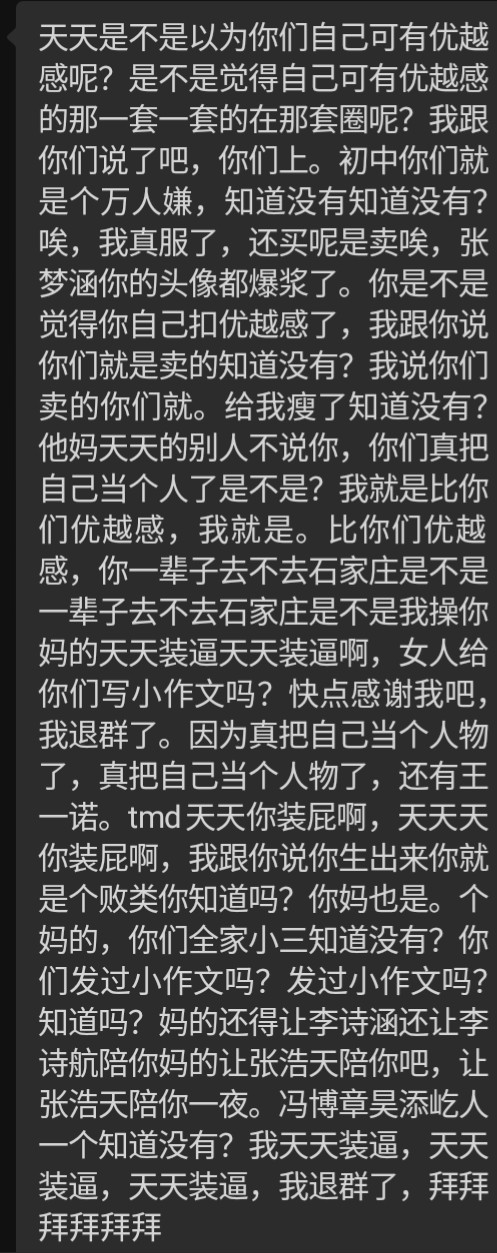 天天是不是以为你们自己可有优越
感呢？是不是觉得自己可有优越感
的那一套一套的在那套圈呢？我跟
你们说了吧，你们上。初中你们就
是个万人嫌，知道没有知道没有？
唉，我真服了，还买呢是卖唉，张
梦涵你的头像都爆浆了。你是不是
觉得你自己扣优越感了，我跟你说
你们就是卖的知道没有？我说你们
卖的你们就。给我瘦了知道没有？
他妈天天的别人不说你，你们真把
自己当个人了是不是？我就是比你
们优越感，我就是。比你们优越
感，你一辈子去不去石家庄是不是
一辈子去不去石家庄是不是我操你
妈的天天装逼天天装逼啊，女人给
你们写小作文吗？快点感谢我吧，
我退群了。因为真把自己当个人物
了，真把自己当个人物了，还有王
一诺。tmd天天你装屁啊，天天天
你装屁啊，我跟你说你生出来你就
是个败类你知道吗？你妈也是。个
妈的，你们全家小三知道没有？你
们发过小作文吗？发过小作文吗？
知道吗？妈的还得让李诗涵还让李
诗航陪你妈的让张浩天陪你吧，让
张浩天陪你一夜。冯博章昊添屹人
一个知道没有？我天天装逼，天天
装逼，天天装逼，我退群了，拜拜
拜拜拜拜